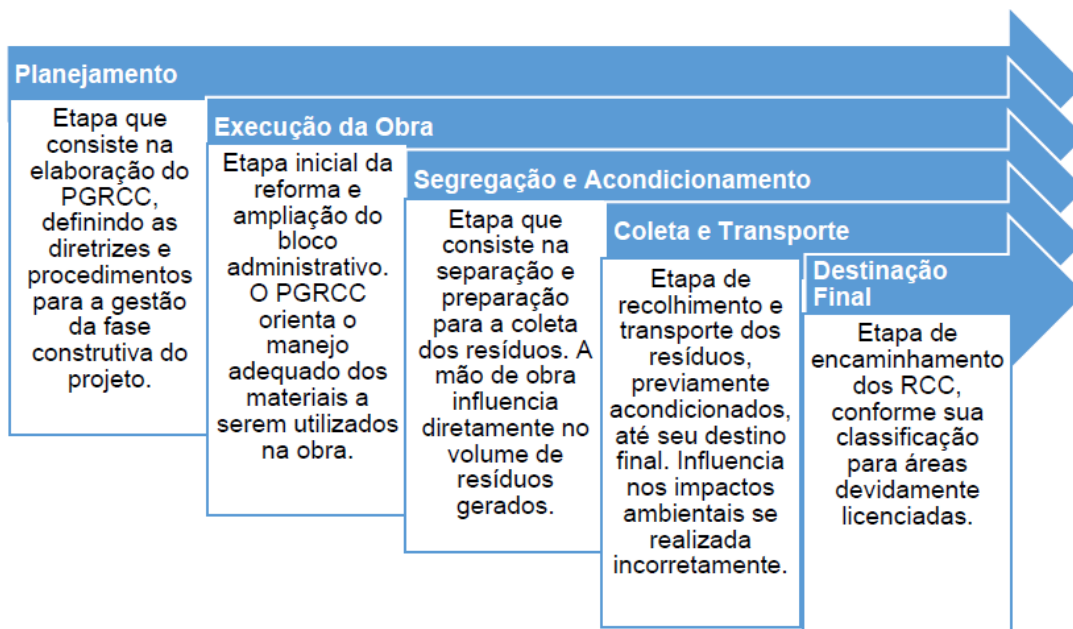 Planejamento
Etapa que
consiste na
elaboração do
PGRCC,
definindo as
diretrizes e
procedimentos
para a gestão
da fase
construtiva do
projeto.
Execução da Obra
Etapa inicial da
reforma e
ampliação do
bloco
administrativo.
O PGRCC
orienta o
manejo
adequado dos
materiais a
serem utilizados
na obra.
Segregação e Acondicionamento
Etapa que
consiste na
separação e
preparação
para a coleta
dos resíduos. A
mão de obra
influencia
diretamente no
volume de
resíduos
gerados.
Coleta e Transporte
Etapa de
recolhimento e
transporte dos
resíduos,
previamente
acondicionados,
até seu destino
final. Influencia
nos impactos
ambientais se
realizada
incorretamente.
Destinação
Final
Etapa de
encaminhamento
dos RCC,
conforme sua
classificação
para áreas
devidamente
licenciadas.